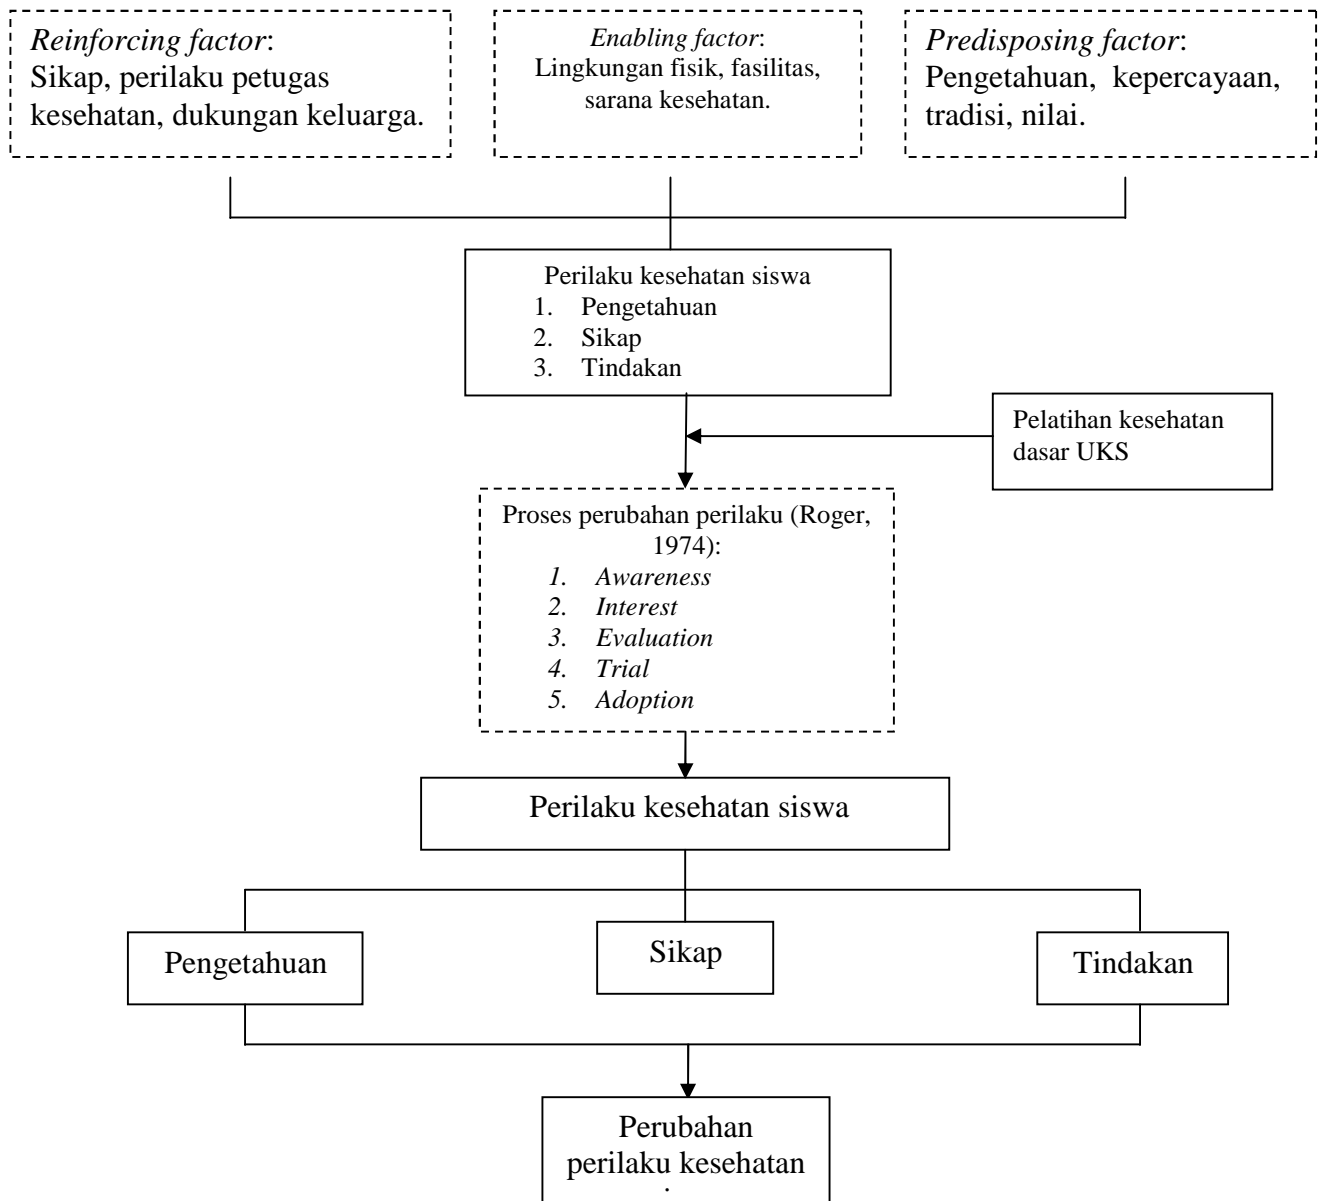 Reinforcing factor:
Sikap, perilaku petugas
kesehatan, dukungan keluarga.
Enabling factor:
Lingkungan fisik, fasilitas,
sarana kesehatan.
Predisposing factor:
Pengetahuan, kepercayaan,
tradisi, nilai.
Perilaku kesehatan siswa
1. Pengetahuan
2. Sikap
3. Tindakan
Pelatihan kesehatan
dasar UKS
Proses perubahan perilaku (Roger,
1974):
1. Awareness
2. Interest
3. Evaluation
4. Trial
5. Adoption
Perilaku kesehatan siswa
Pengetahuan
Sikap
Tindakan
Perubahan
perilaku kesehatan